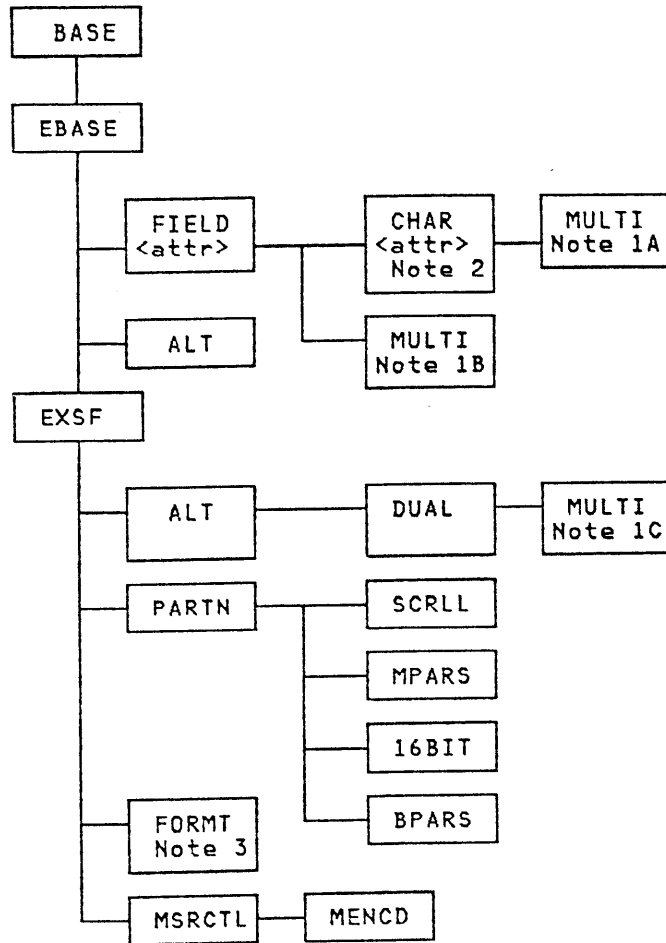 BASE
EBASE
FIELD
<attr>
CHAR
<attr>
Note 2
MULTI
Note 1A
ALT
MULTI
Note 1B
EXSF
ALT
DUAL
MULTI
Note 1C
PARTN
SCRLL
MPARS
16BIT
BPARS
FORMT
Note 3
MSRCTL
MENCD